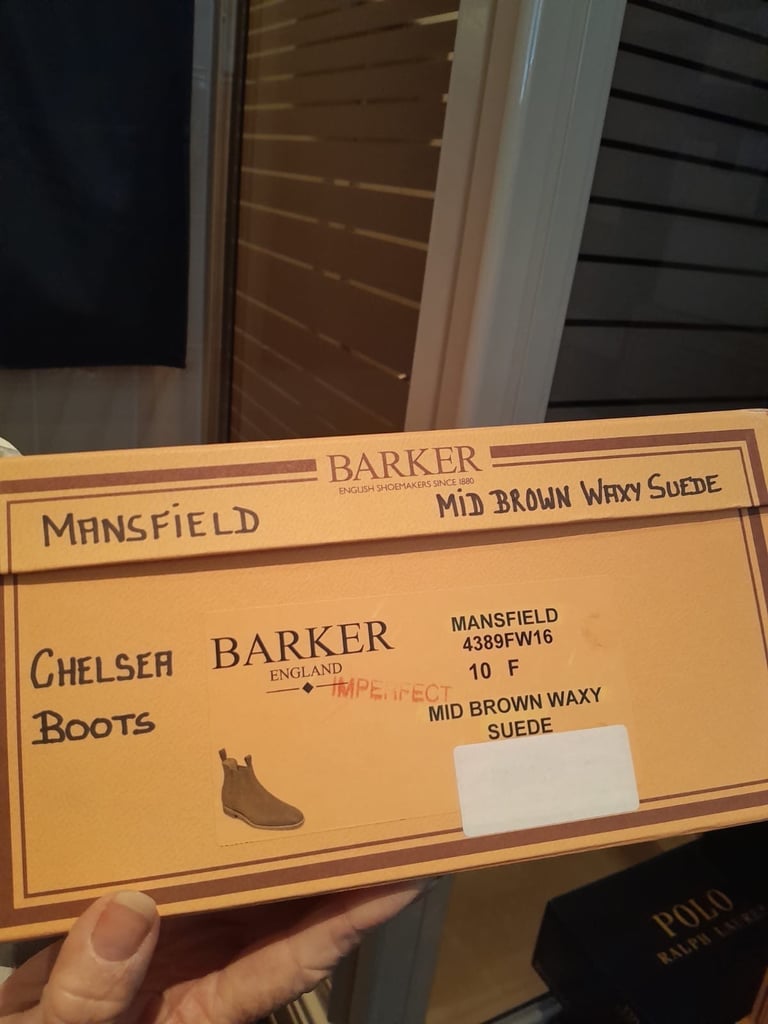 BARKER
ENGLISH SHOEMAKERS SINCE 1880
MANSFIELD
MID BROWN WAXY SUEDE
CHELSEA
BOOTS
BARKER
ENGLAND
IMPERFECT
MANSFIELD
4389FW16
10 F
MID BROWN WAXY
SUEDE
POLO
RALPH LAUREN